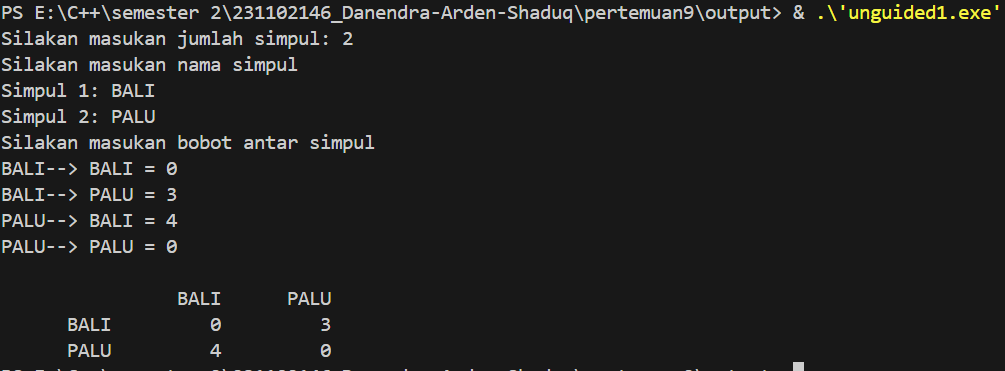 PS E:\C++\semester 2\231102146_Danendra-Arden-Shaduq\pertemuan9\output> & .\'unguided1.exe'
Silakan masukan jumlah simpul: 2
Silakan masukan nama simpul
Simpul 1: BALI
Simpul 2: PALU
Silakan masukan bobot antar simpul
BALI--> BALI = 0
BALI--> PALU = 3
PALU--> BALI = 4
PALU--> PALU = 0
BALI PALU
BALI 0 3
PALU 4 0